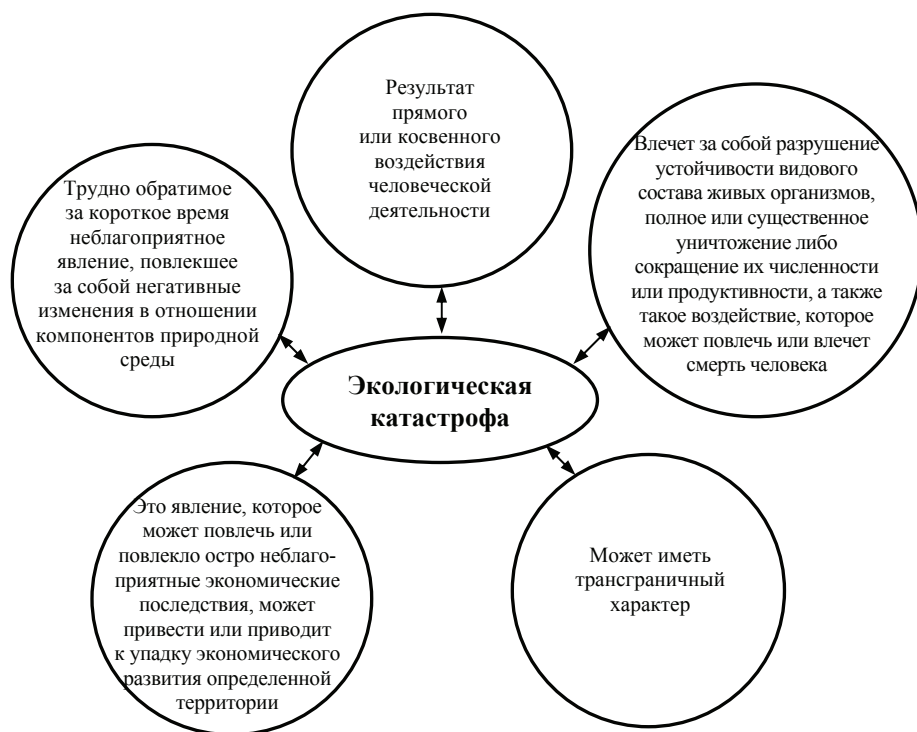 Результат
прямого
или косвенного
воздействия
человеческой
деятельности
Трудно обратимое
за короткое время
неблагоприятное
явление, повлекшее
за собой негативные
изменения в отношении
компонентов природной
среды
Влечет за собой разрушение
устойчивости видового
состава живых организмов,
полное или существенное
уничтожение либо
сокращение их численности
или продуктивности, а также
такое воздействие, которое
может повлечь или влечет
смерть человека
Экологическая
катастрофа
Это явление, которое
может повлечь или
повлекло остро неблаго-
приятные экономические
последствия, может
привести или приводит
к упадку экономического
развития определенной
территории
Может иметь
трансграничный
характер